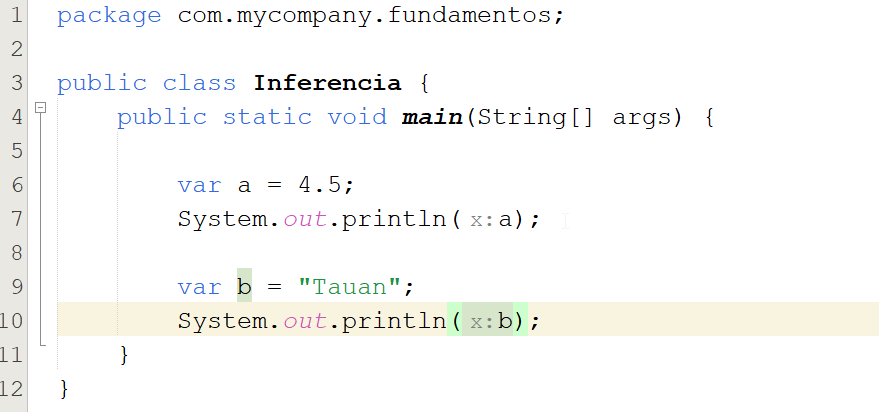 1 package com.mycompany.fundamentos;
2
3 public class Inferencia {
4 public static void main(String[] args) {
5
6 var a = 4.5;
7 System.out.println( x: a);
8
9 var b = "Tauan";
10 System.out.println( x: b);
11 }
12 }